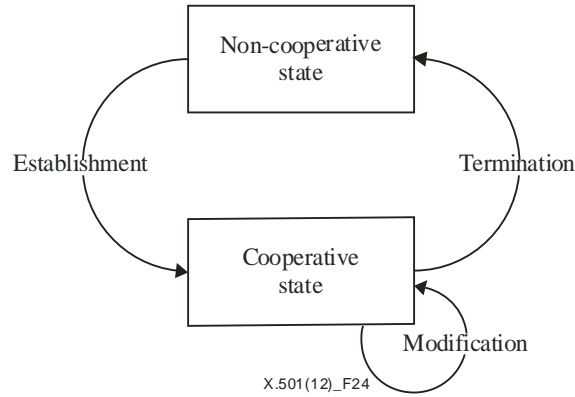 Non-cooperative
state
Establishment
Termination
Cooperative
state
Modification
X.501(12)_F24